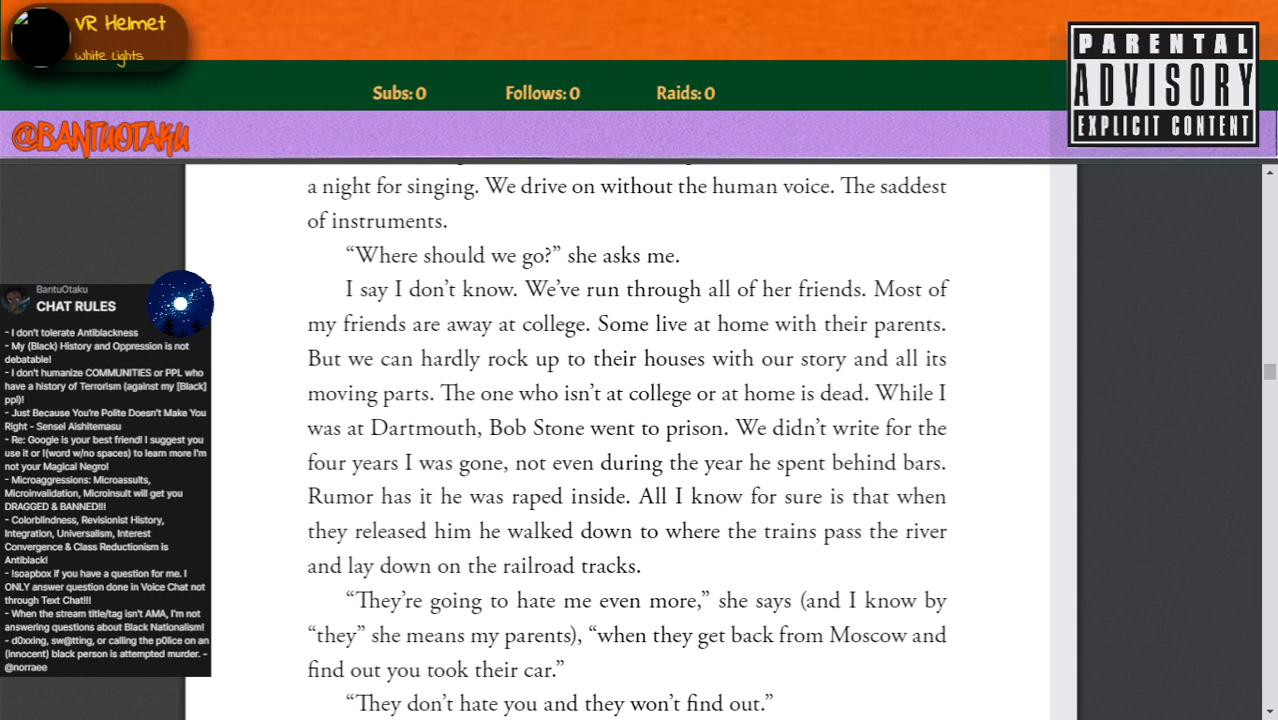 VR Helmet
White Lights
PARENTAL
ADVISORY
EXPLICIT CONTENT
Subs: 0 Follows: 0 Raids: 0
@BANTUOTAKU
a night for singing. We drive on without the human voice. The saddest
of instruments.
“Where should we go?” she asks me.
I say I don’t know. We’ve run through all of her friends. Most of
my friends are away at college. Some live at home with their parents.
But we can hardly rock up to their houses with our story and all its
moving parts. The one who isn’t at college or at home is dead. While I
was at Dartmouth, Bob Stone went to prison. We didn’t write for the
four years I was gone, not even during the year he spent behind bars.
Rumor has it he was raped inside. All I know for sure is that when
they released him he walked down to where the trains pass the river
and lay down on the railroad tracks.
“They’re going to hate me even more,” she says (and I know by
“they” she means my parents), “when they get back from Moscow and
find out you took their car.”
“They don’t hate you and they won’t find out.”
BantuOtaku
CHAT RULES
- I don't tolerate Antiblackness
- My (Black) History and Oppression is not
debatable!
- I don't humanize COMMUNITIES or PPL who
have a history of Terrorism (against my [Black]
ppl)!
- Just Because You're Polite Doesn't Make You
Right - Sensei Aishitemasu
- Re: Google is your best friend! I suggest you
use it or !(word w/no spaces) to learn more I'm
not your Magical Negro!
- Microaggressions: Microassults,
Microinvalidation, Microinsult will get you
DRAGGED & BANNED!!!
- Colorblindness, Revisionist History,
Integration, Universalism, Interest
Convergence & Class Reductionism is
Antiblack!
- !soapbox if you have a question for me. I
ONLY answer question done in Voice Chat not
through Text Chat!!!
- When the stream title/tag isn't AMA, I'm not
answering questions about Black Nationalism!
- d0xxing, sw@tting, or calling the p0lice on an
(innocent) black person is attempted murder. -
@norraee